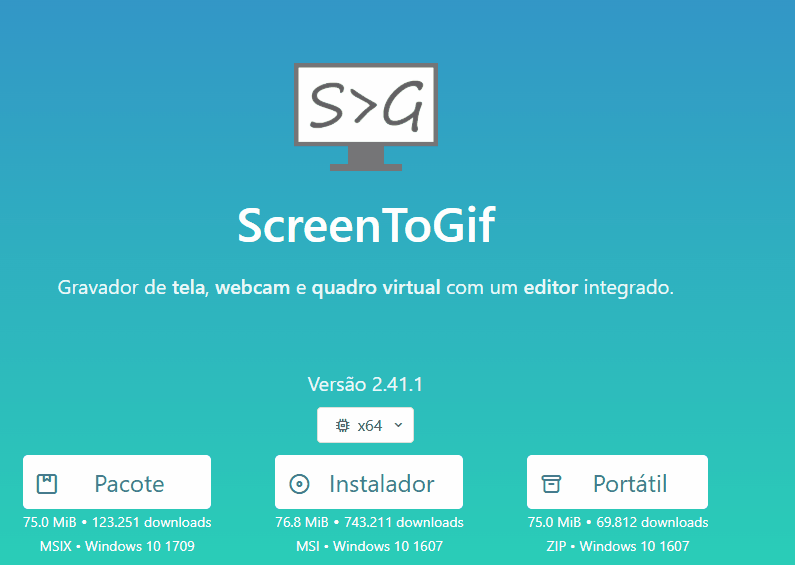 S>G
ScreenToGif
Gravador de tela, webcam e quadro virtual com um editor integrado.
Versão 2.41.1
x64
Pacote
75.0 MiB • 123.251 downloads
MSIX • Windows 10 1709
Instalador
76.8 MiB • 743.211 downloads
MSI • Windows 10 1607
Portátil
75.0 MiB • 69.812 downloads
ZIP • Windows 10 1607